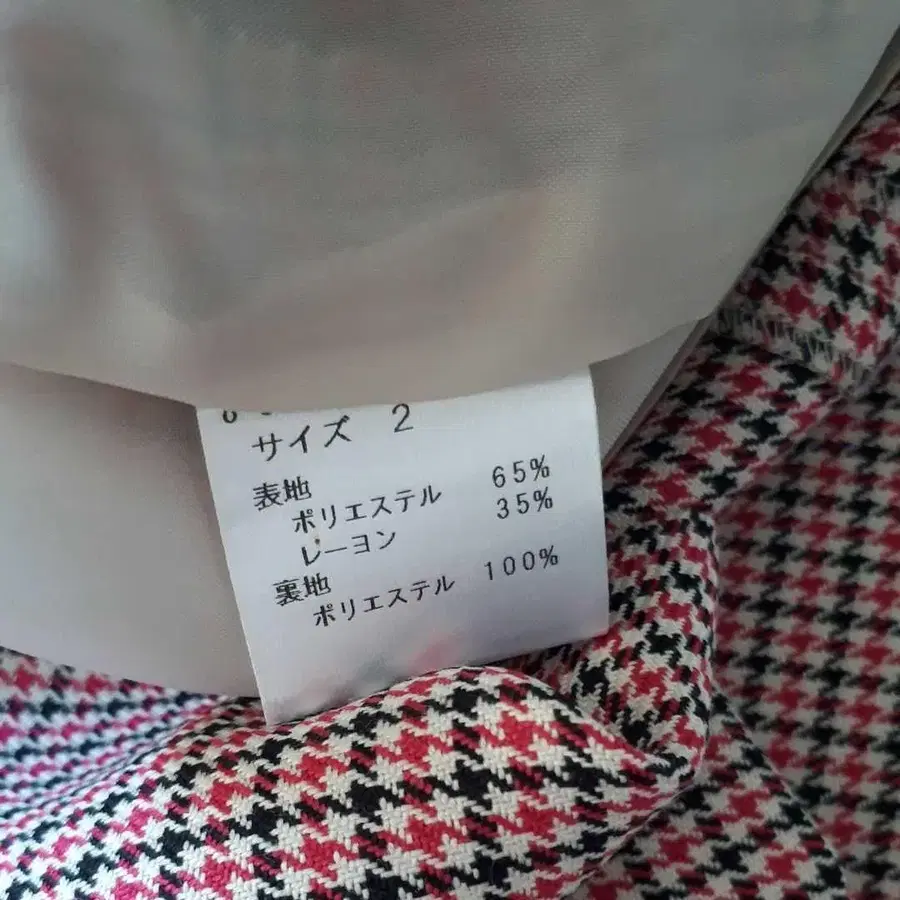 サイズ 2
表地
ポリエステル 65%
レーヨン 35%
裏地
ポリエステル 100%